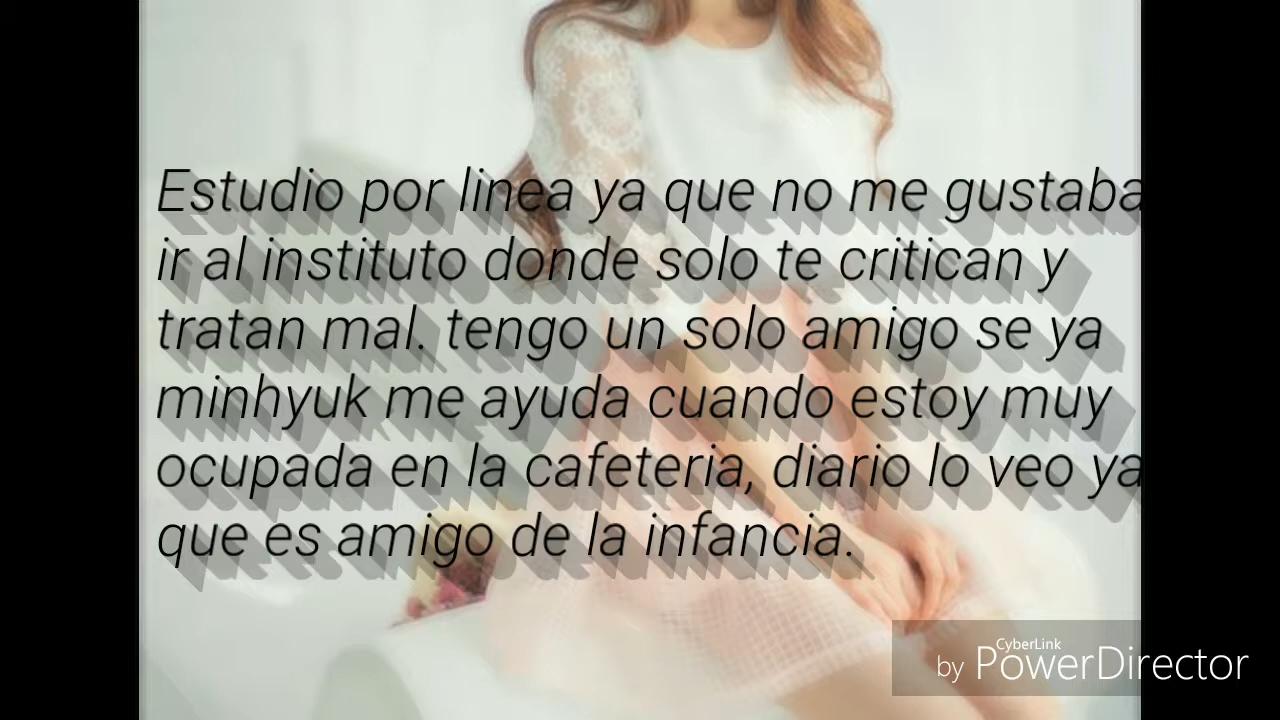 Estudio por linea ya que no me gustaba
ir al instituto donde solo te critican y
tratan mal. tengo un solo amigo se ya
minhyuk me ayuda cuando estoy muy
ocupada en la cafeteria, diario lo veo ya
que es amigo de la infancia.
CyberLink
by PowerDirector